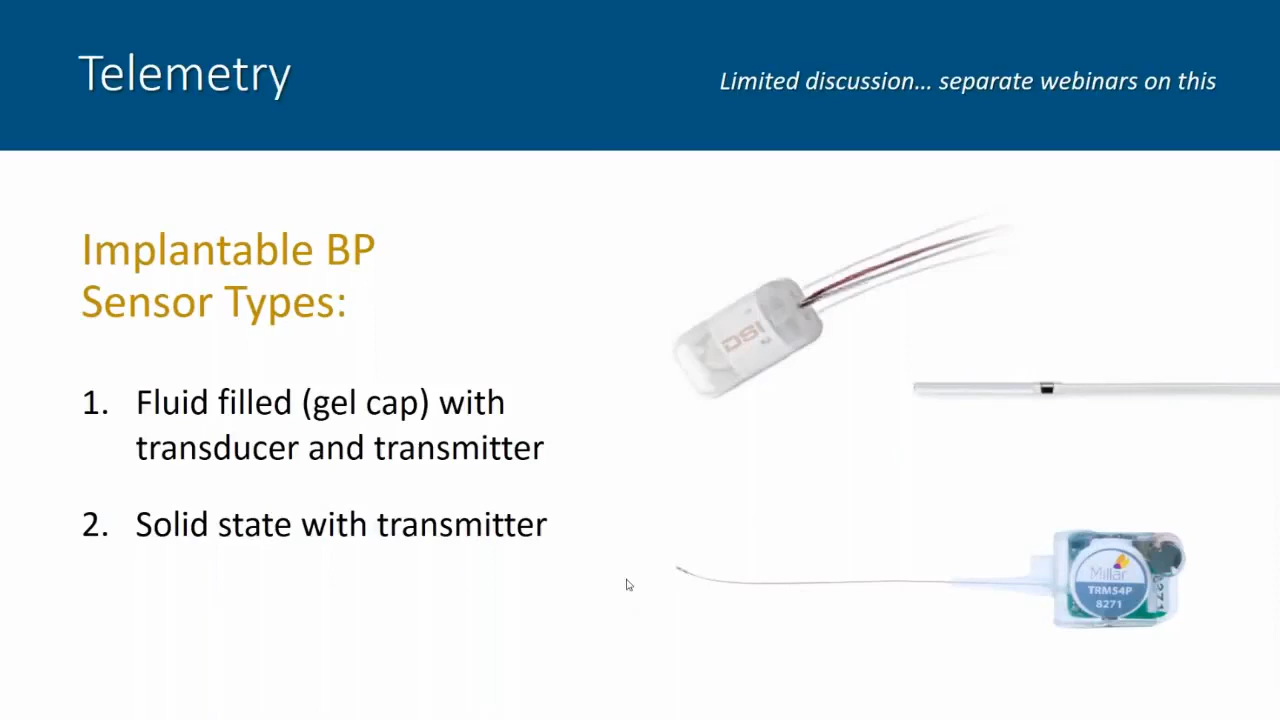 Telemetry
Limited discussion... separate webinars on this
Implantable BP
Sensor Types:
1. Fluid filled (gel cap) with
transducer and transmitter
2. Solid state with transmitter
DSI
Millar
TRM54P
8271